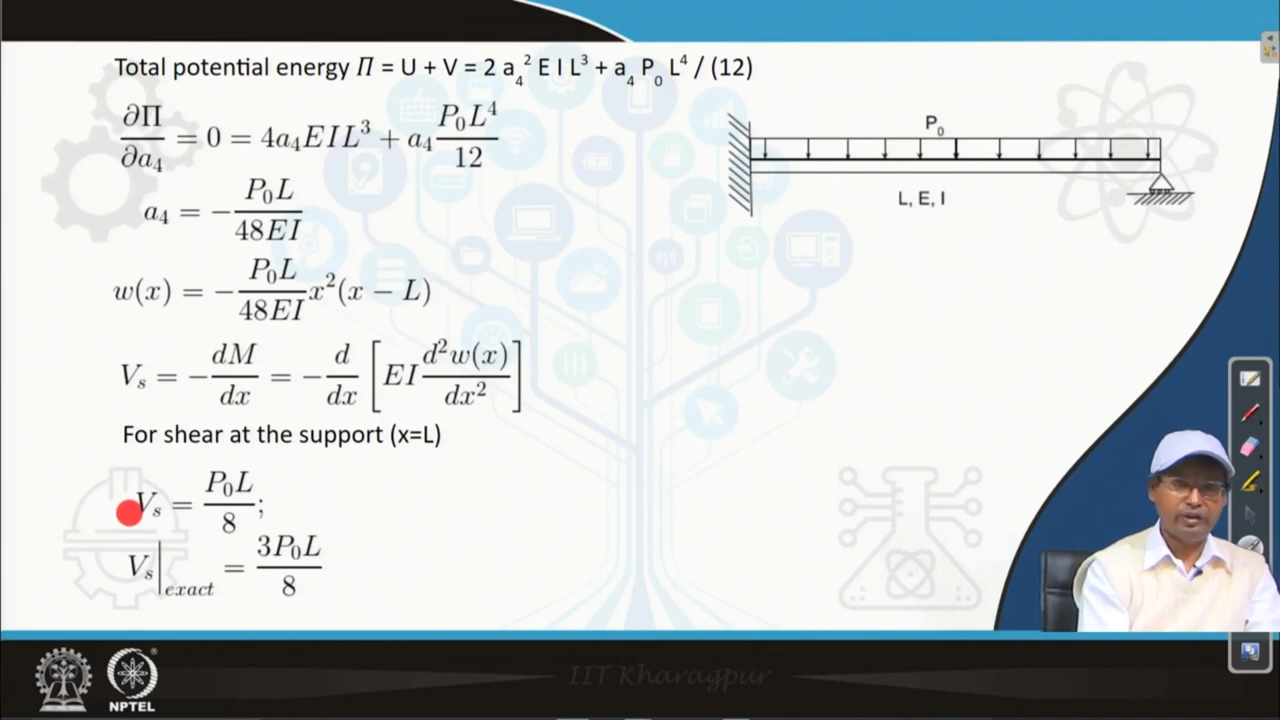 Total potential energy Π = U + V = 2 a₄² E I L³ + a₄ P₀ L⁴ / (12)
∂Π/∂a₄ = 0 = 4a₄EIL³ + a₄ P₀L⁴/12
a₄ = − P₀L/48EI
w(x) = − P₀L/48EI x²(x − L)
Vₛ = − dM/dx = − d/dx [EI d²w(x)/dx²]
For shear at the support (x=L)
Vₛ = P₀L/8 ;
Vₛ|exact = 3P₀L/8
P₀
L, E, I
IIT Kharagpur
NPTEL